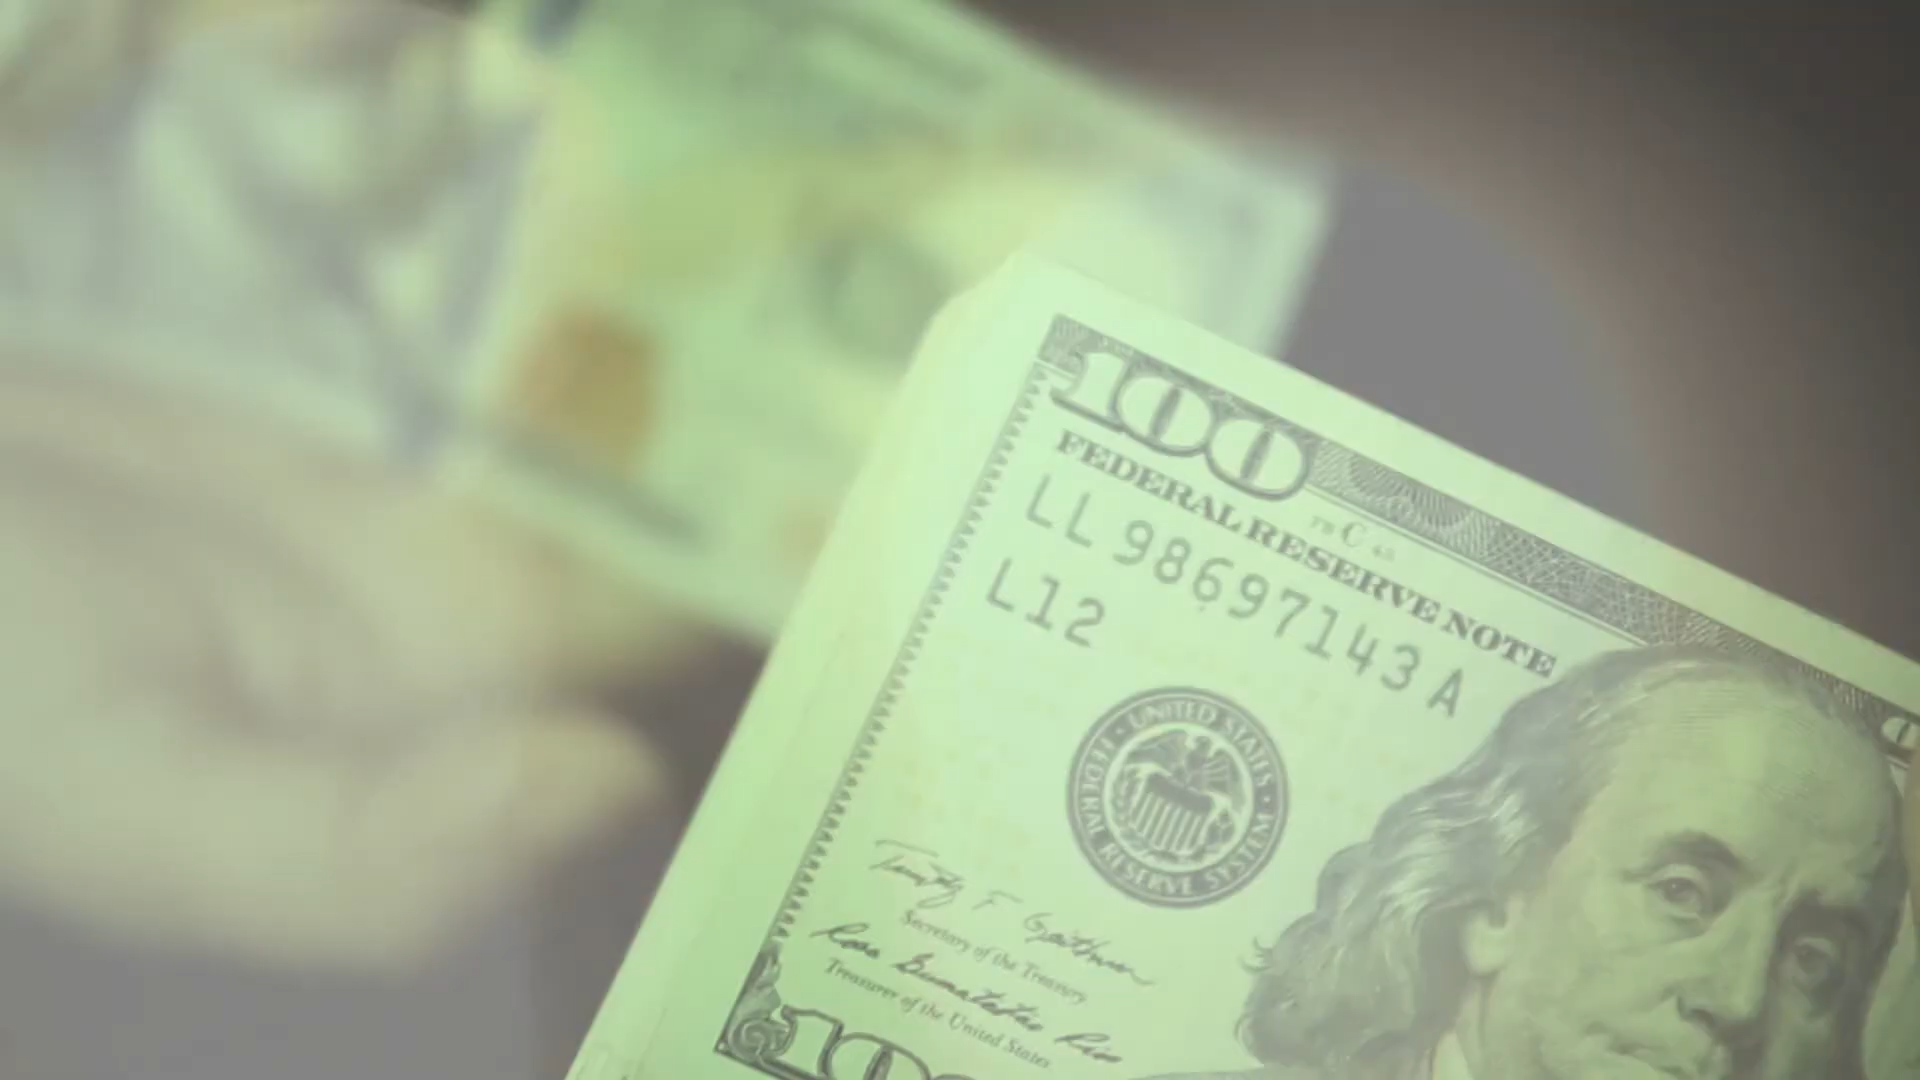 100
FEDERAL RESERVE NOTE
LL 98697143 A
L12
UNITED STATES
FEDERAL RESERVE SYSTEM
Secretary of the Treasury
Treasurer of the United States
100